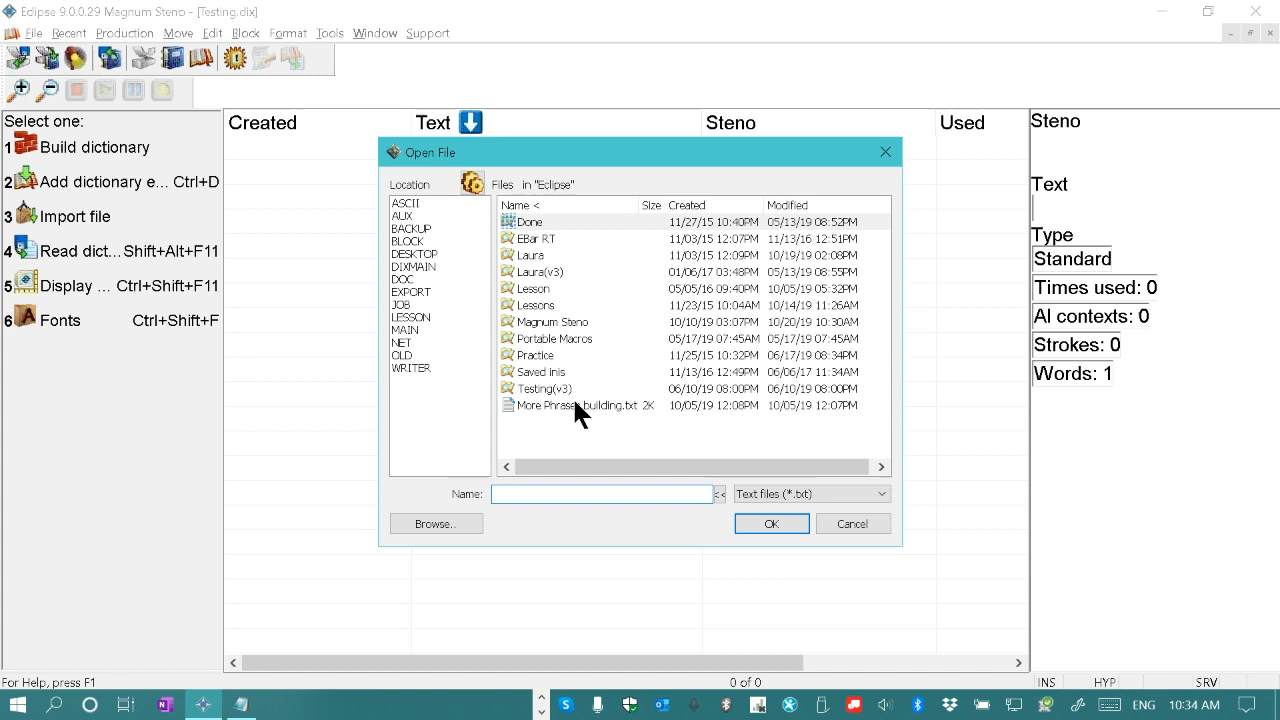 Eclipse 9.0.0.29 Magnum Steno - [Testing.dix]
File Recent Production Move Edit Block Format Tools Window Support
Select one:
1 Build dictionary
2 Add dictionary e... Ctrl+D
3 Import file
4 Read dict... Shift+Alt+F11
5 Display ... Ctrl+Shift+F11
6 Fonts Ctrl+Shift+F
Created Text Steno Used
Open File
Location Files in "Eclipse"
ASCII
AUX
BACKUP
BLOCK
DESKTOP
DIXMAIN
DOC
EXPORT
JOB
LESSON
MAIN
NET
OLD
WRITER
Name < Size Created Modified
Done 11/27/15 10:40PM 05/13/19 08:52PM
EBar RT 11/03/15 12:07PM 11/13/16 12:51PM
Laura 11/03/15 12:09PM 10/19/19 02:08PM
Laura(v3) 01/06/17 03:48PM 05/13/19 08:55PM
Lesson 05/05/16 09:40PM 10/05/19 05:32PM
Lessons 11/23/15 10:04AM 10/14/19 11:26AM
Magnum Steno 10/10/19 03:07PM 10/20/19 10:30AM
Portable Macros 05/17/19 07:45AM 05/17/19 07:45AM
Practice 11/25/15 10:32PM 06/17/19 08:34PM
Saved inis 11/13/16 12:49PM 06/06/17 11:34AM
Testing(v3) 06/10/19 08:00PM 06/10/19 08:00PM
More Phrases building.txt 2K 10/05/19 12:08PM 10/05/19 12:07PM
Name: << Text files (*.txt)
Browse.. OK Cancel
Steno
Text
Type
Standard
Times used: 0
AI contexts: 0
Strokes: 0
Words: 1
For Help, press F1 0 of 0 INS HYP SRV
ENG 10:34 AM